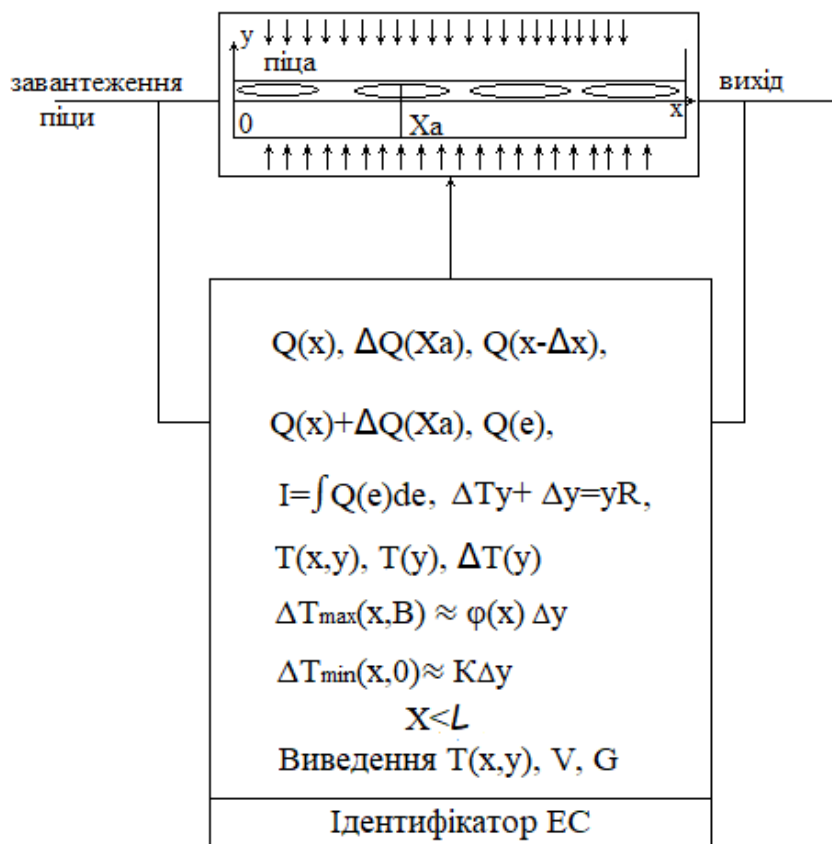 y
піца
завантеження
вихід
піци
0
Xa
x
Q(x), ΔQ(Xa), Q(x-Δx),
Q(x)+ΔQ(Xa), Q(e),
I=∫Q(e)de, ΔTy+ Δy=yR,
T(x,y), T(y), ΔT(y)
ΔTmax(x,B) ≈ φ(x) Δy
ΔTmin(x,0)≈ KΔy
X<L
Виведення T(x,y), V, G
Ідентифікатор ЕС